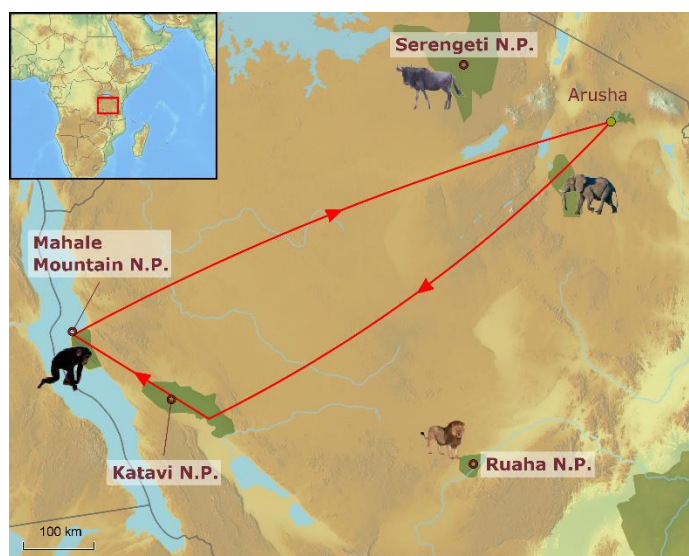 Serengeti N.P.
Arusha
Mahale
Mountain N.P.
Katavi N.P.
Ruaha N.P.
100 km